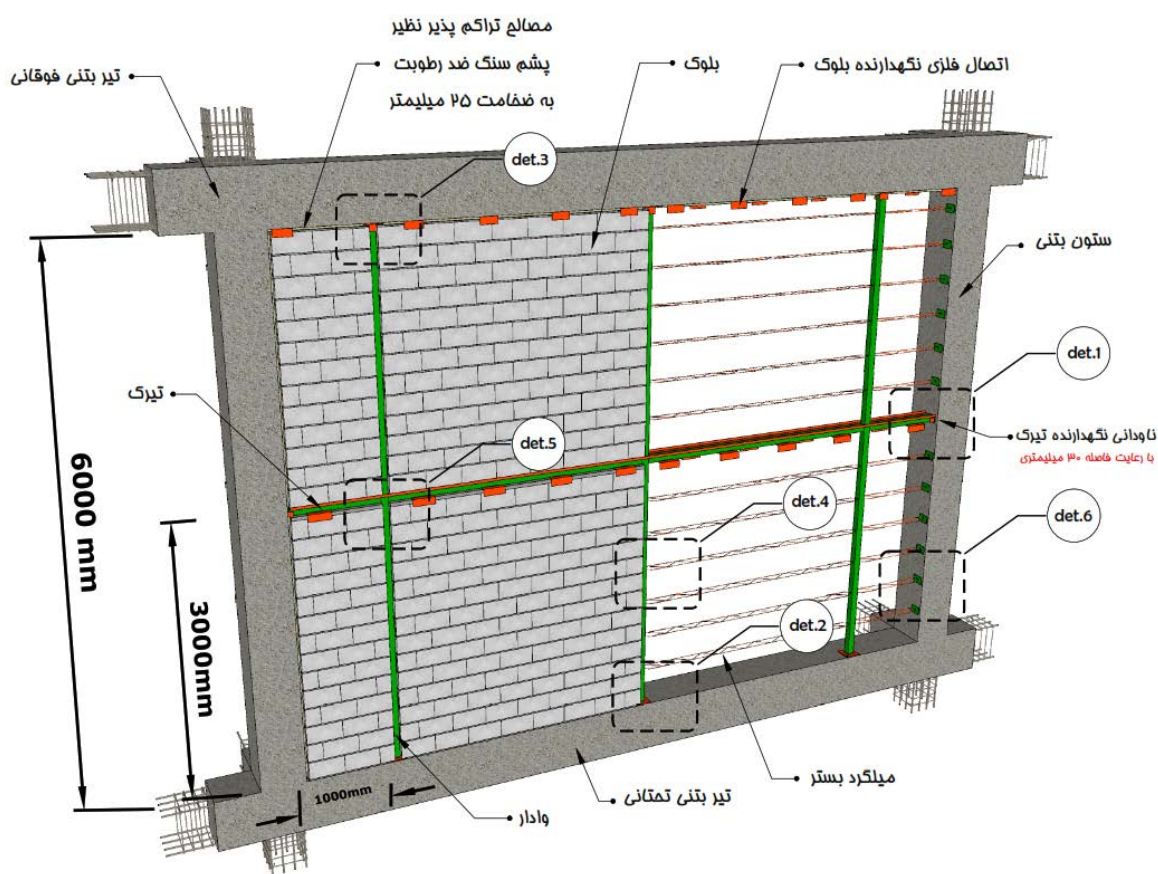 مصالح تراکم پذیر نظیر
پشم سنگ ضد رطوبت
به ضخامت ۲۵ میلیمتر
تیر بتنی فوقانی
بلوک
اتصال فلزی نگهدارنده بلوک
det.3
ستون بتنی
det.1
تیرک
ناودانی نگهدارنده تیرک
با رعایت فاصله ۳۰ میلیمتری
det.5
6000 mm
det.4
det.6
3000mm
det.2
میلگرد بستر
1000mm
تیر بتنی تحتانی
وادار